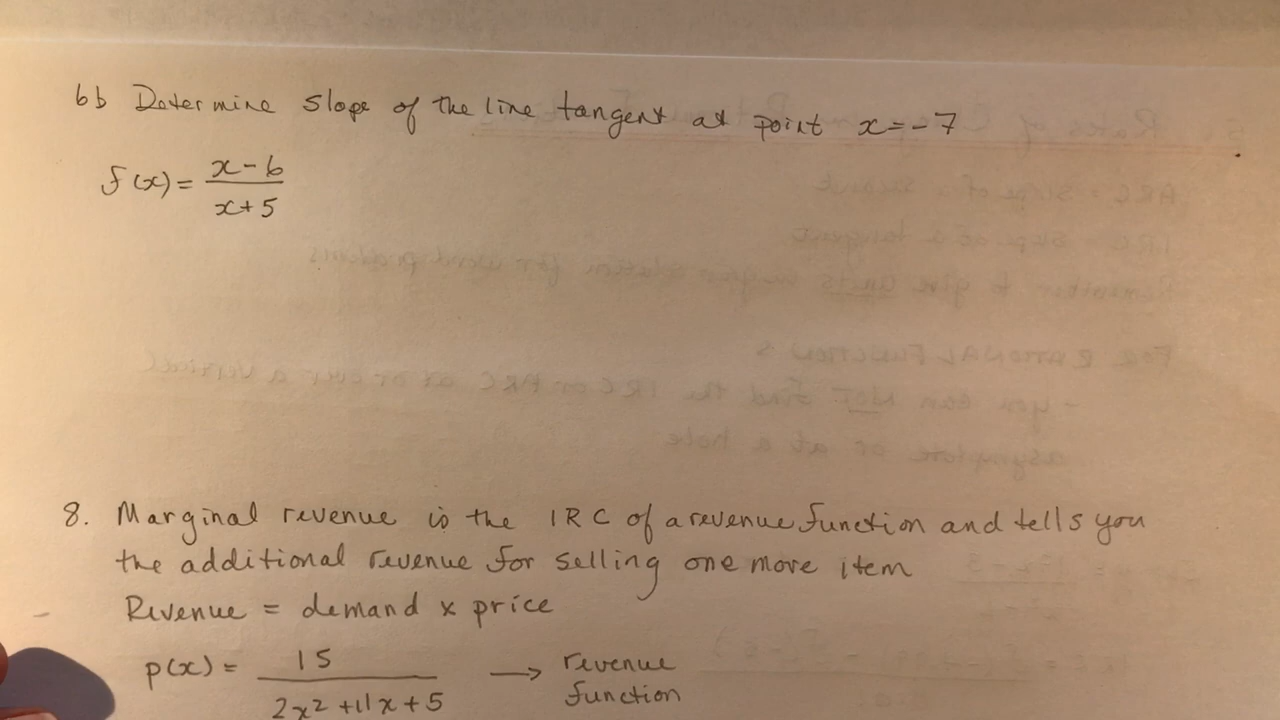 6b Determine slope of the line tangent at point x = -7
f(x) = x-6 / x+5
8. Marginal revenue is the IRC of a revenue function and tells you
the additional revenue for selling one more item
Revenue = demand x price
p(x) = 15 / 2x² + 11x + 5 → revenue function